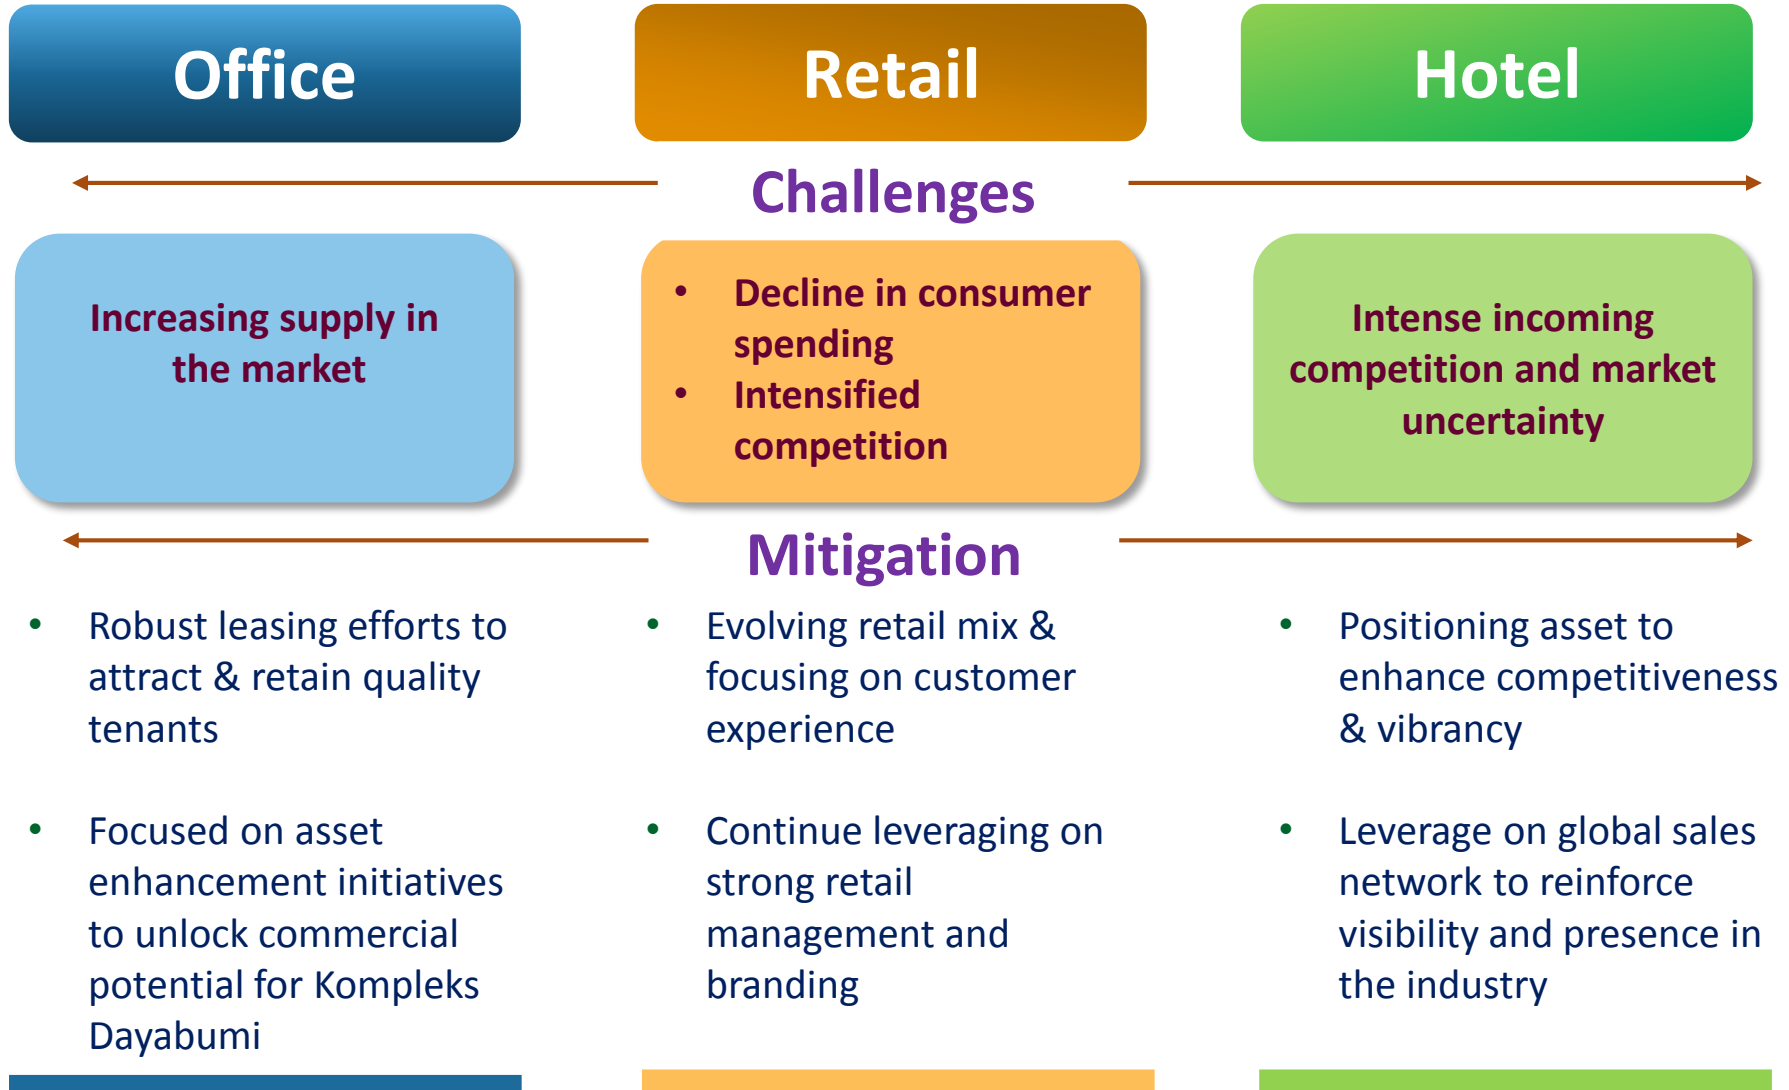 Office
Retail
Hotel
Challenges
Increasing supply in
the market
• Decline in consumer
spending
• Intensified
competition
Intense incoming
competition and market
uncertainty
Mitigation
• Robust leasing efforts to
attract & retain quality
tenants
• Focused on asset
enhancement initiatives
to unlock commercial
potential for Kompleks
Dayabumi
• Evolving retail mix &
focusing on customer
experience
• Continue leveraging on
strong retail
management and
branding
• Positioning asset to
enhance competitiveness
& vibrancy
• Leverage on global sales
network to reinforce
visibility and presence in
the industry